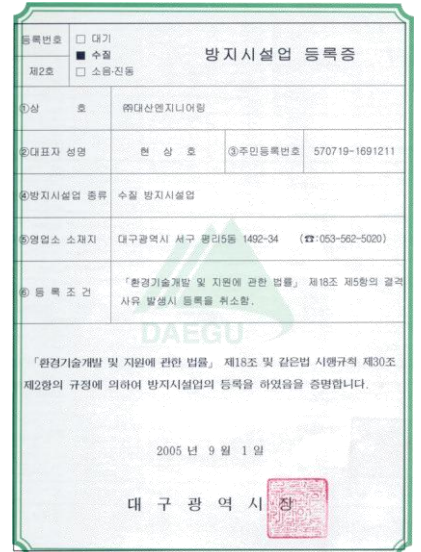 등록번호
제2호
□ 대기
■ 수질
□ 소음·진동
방지시설업 등록증
①상 호
㈜대산엔지니어링
②대표자 성명
현 상 호
③주민등록번호
570719-1691211
④방지시설업 종류
수질 방지시설업
⑤영업소 소재지
대구광역시 서구 평리5동 1492-34 (☎:053-562-5020)
⑥ 등 록 조 건
「환경기술개발 및 지원에 관한 법률」 제18조 제5항의 결격
사유 발생시 등록을 취소함.
DAEGU
「환경기술개발 및 지원에 관한 법률」 제18조 및 같은법 시행규칙 제30조
제2항의 규정에 의하여 방지시설업의 등록을 하였음을 증명합니다.
2005 년 9 월 1 일
대 구 광 역 시 장